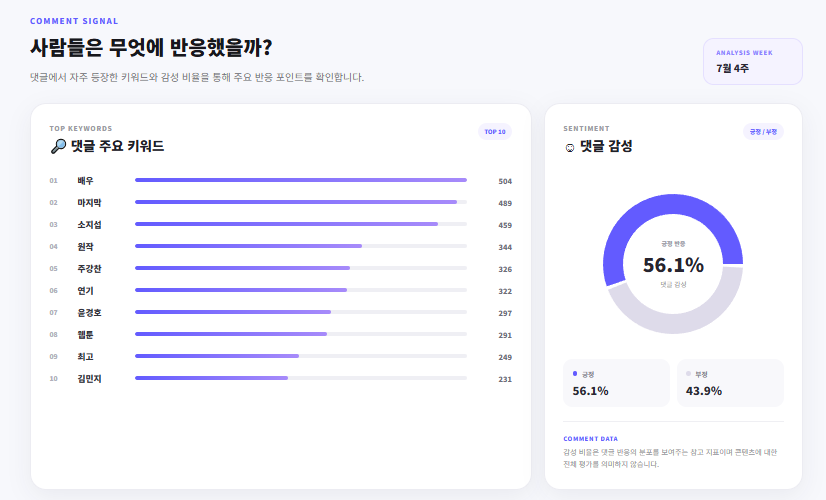 COMMENT SIGNAL
사람들은 무엇에 반응했을까?
댓글에서 자주 등장한 키워드와 감성 비율을 통해 주요 반응 포인트를 확인합니다.
ANALYSIS WEEK
7월 4주
TOP KEYWORDS
🔎 댓글 주요 키워드
TOP 10
01 배우 504
02 마지막 489
03 소지섭 459
04 원작 344
05 주강찬 326
06 연기 322
07 윤경호 297
08 웹툰 291
09 최고 249
10 김민지 231
SENTIMENT
☺ 댓글 감성
긍정 / 부정
긍정 반응
56.1%
댓글 감성
긍정
56.1%
부정
43.9%
COMMENT DATA
감성 비율은 댓글 반응의 분포를 보여주는 참고 지표이며 콘텐츠에 대한
전체 평가를 의미하지 않습니다.